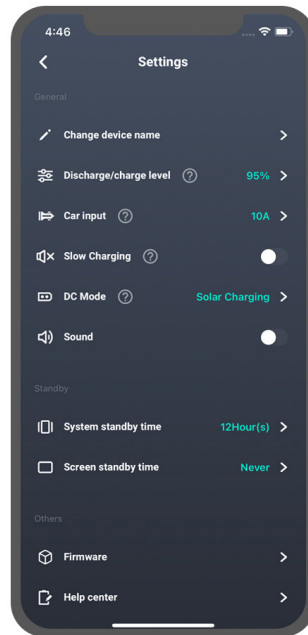 4:46
Settings
General
Change device name
Discharge/charge level ? 95%
Car input ? 10A
Slow Charging ?
DC Mode ? Solar Charging
Sound
Standby
System standby time 12Hour(s)
Screen standby time Never
Others
Firmware
Help center